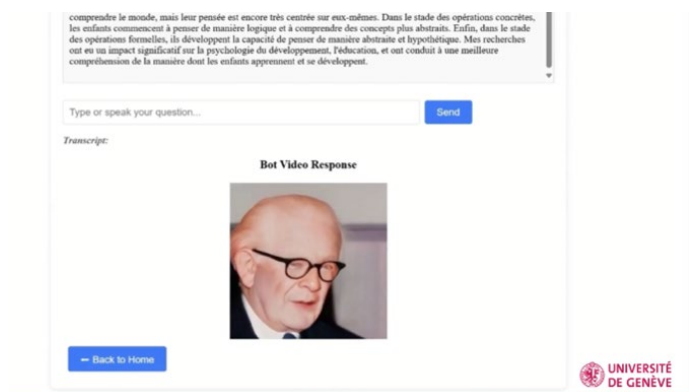 comprendre le monde, mais leur pensée est encore très centrée sur eux-mêmes. Dans le stade des opérations concrètes,
les enfants commencent à penser de manière logique et à comprendre des concepts plus abstraits. Enfin, dans le stade
des opérations formelles, ils développent la capacité de penser de manière abstraite et hypothétique. Mes recherches
ont eu un impact significatif sur la psychologie du développement, l'éducation, et ont conduit à une meilleure
compréhension de la manière dont les enfants apprennent et se développent.
Type or speak your question...
Send
Transcript:
Bot Video Response
⬅ Back to Home
UNIVERSITÉ
DE GENÈVE